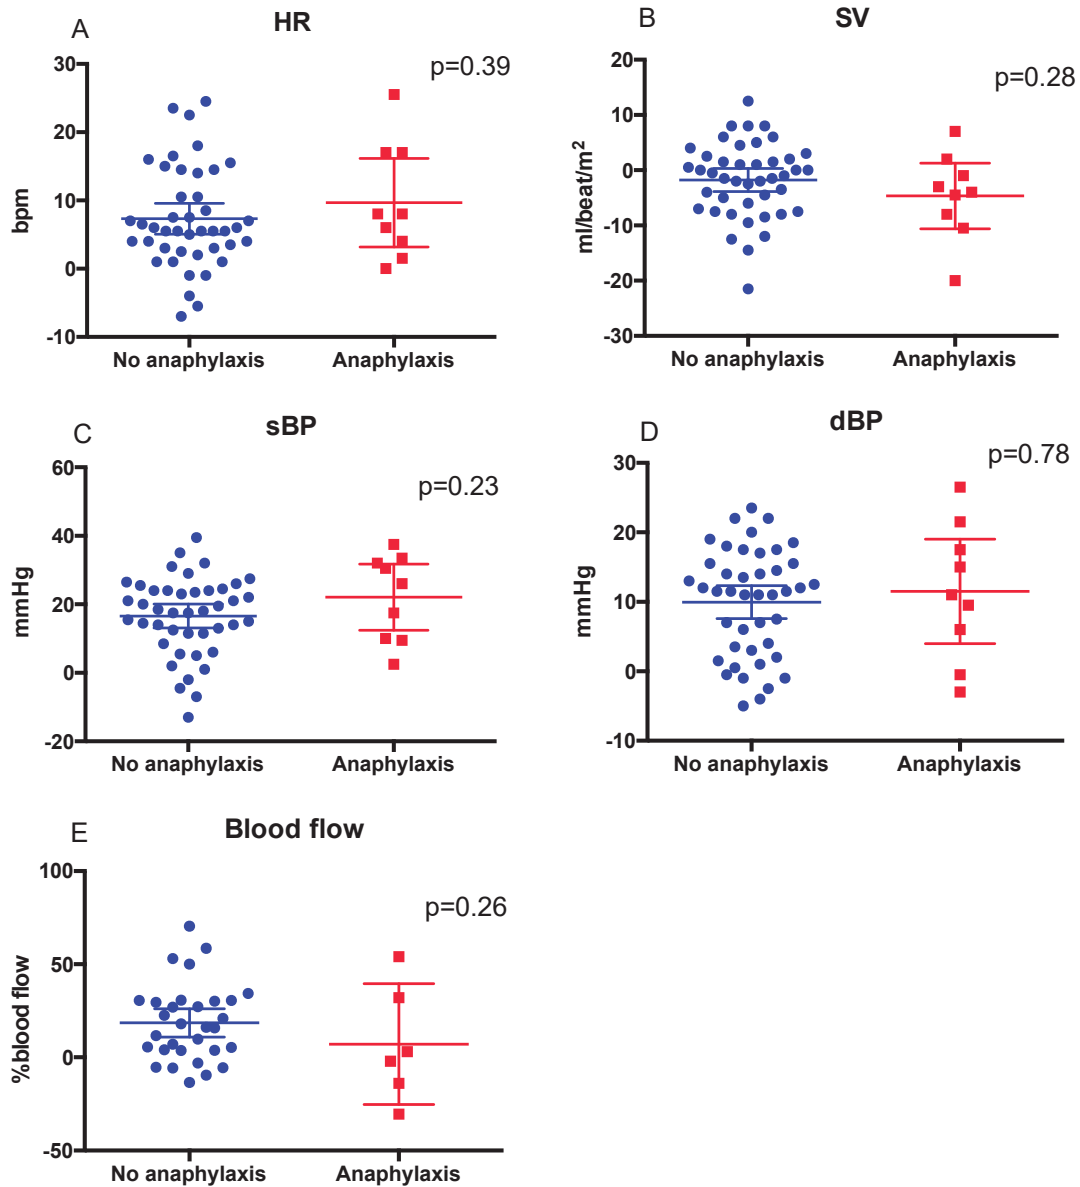 A
HR
p=0.39
bpm
30
20
10
0
-10
No anaphylaxis
Anaphylaxis
B
SV
p=0.28
ml/beat/m²
20
10
0
-10
-20
-30
No anaphylaxis
Anaphylaxis
C
sBP
p=0.23
mmHg
60
40
20
0
-20
No anaphylaxis
Anaphylaxis
D
dBP
p=0.78
mmHg
30
20
10
0
-10
No anaphylaxis
Anaphylaxis
E
Blood flow
p=0.26
%blood flow
100
50
0
-50
No anaphylaxis
Anaphylaxis